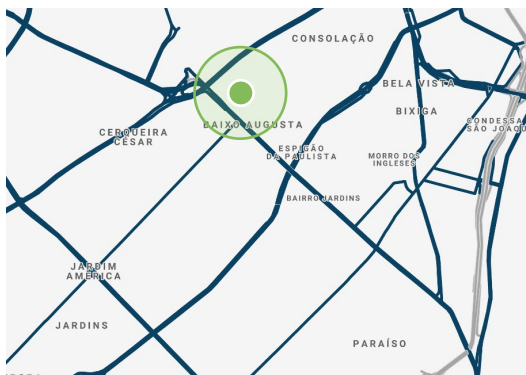 CONSOLAÇÃO
BELA VISTA
BIXIGA
CONDESSA
SÃO JOAQU
BAIXO AUGUSTA
CERQUEIRA
CÉSAR
ESPIGÃO
DA PAULISTA
MORRO DOS
INGLESES
BAIRRO JARDINS
JARDIM
AMÉRICA
JARDINS
PARAÍSO